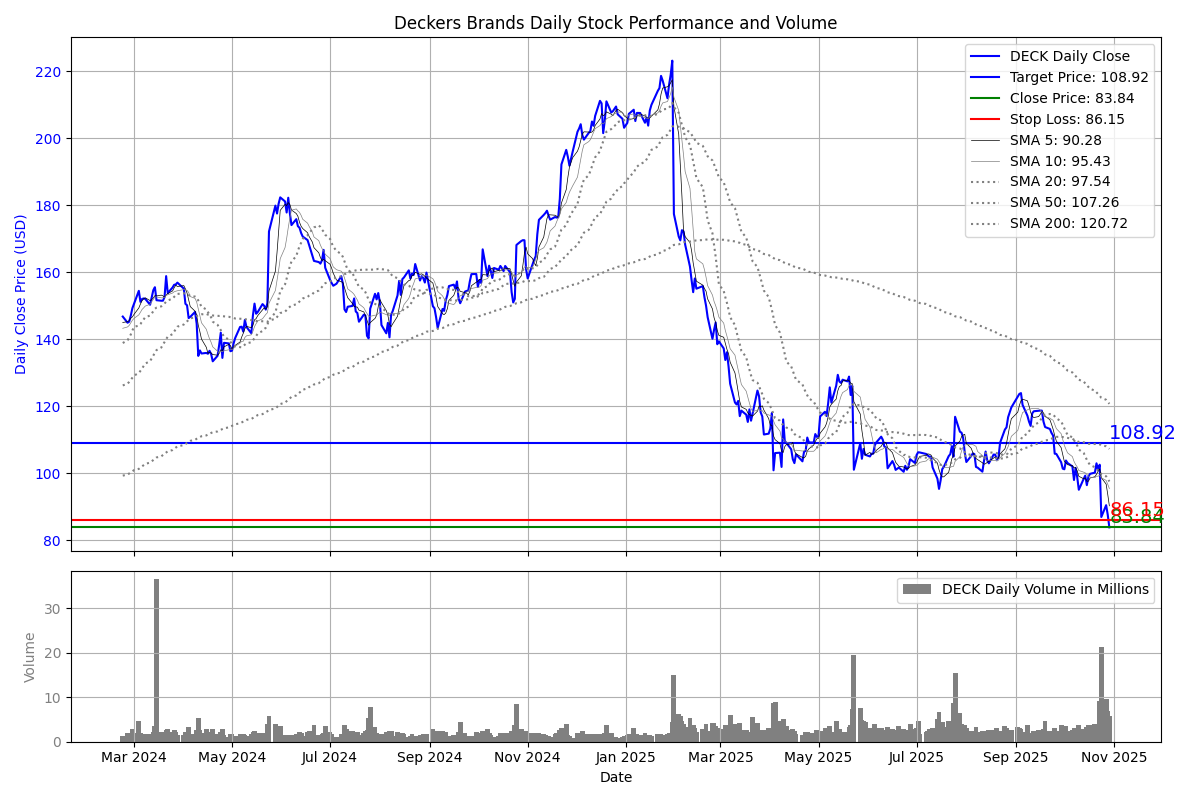 Deckers Brands Daily Stock Performance and Volume
Daily Close Price (USD)
220
200
180
160
140
120
100
80
DECK Daily Close
Target Price: 108.92
Close Price: 83.84
Stop Loss: 86.15
SMA 5: 90.28
SMA 10: 95.43
SMA 20: 97.54
SMA 50: 107.26
SMA 200: 120.72
108.92
86.15
83.84
Volume
30
20
10
0
DECK Daily Volume in Millions
Mar 2024 May 2024 Jul 2024 Sep 2024 Nov 2024 Jan 2025 Mar 2025 May 2025 Jul 2025 Sep 2025 Nov 2025
Date